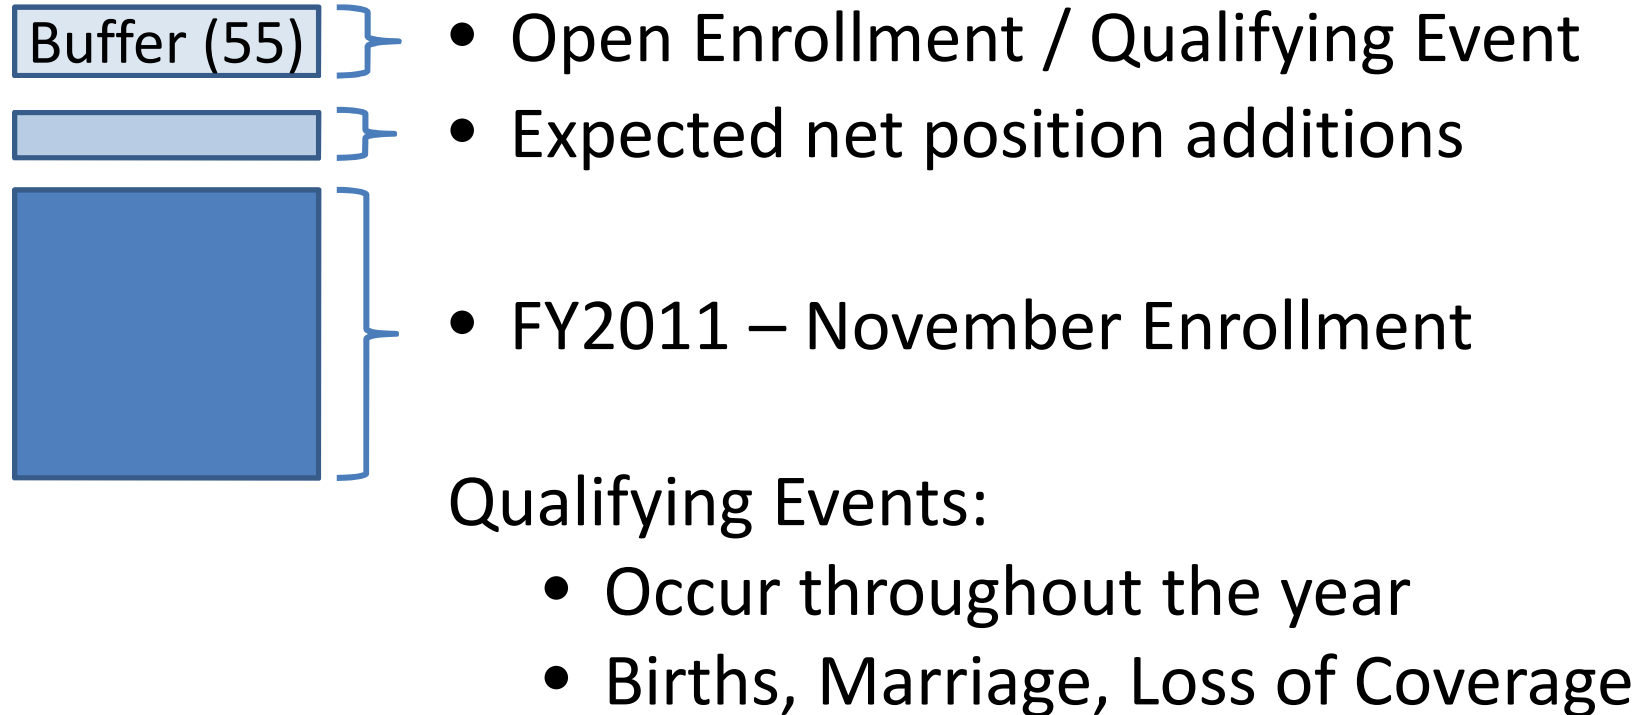 Buffer (55)
• Open Enrollment / Qualifying Event
• Expected net position additions
• FY2011 – November Enrollment
Qualifying Events:
• Occur throughout the year
• Births, Marriage, Loss of Coverage